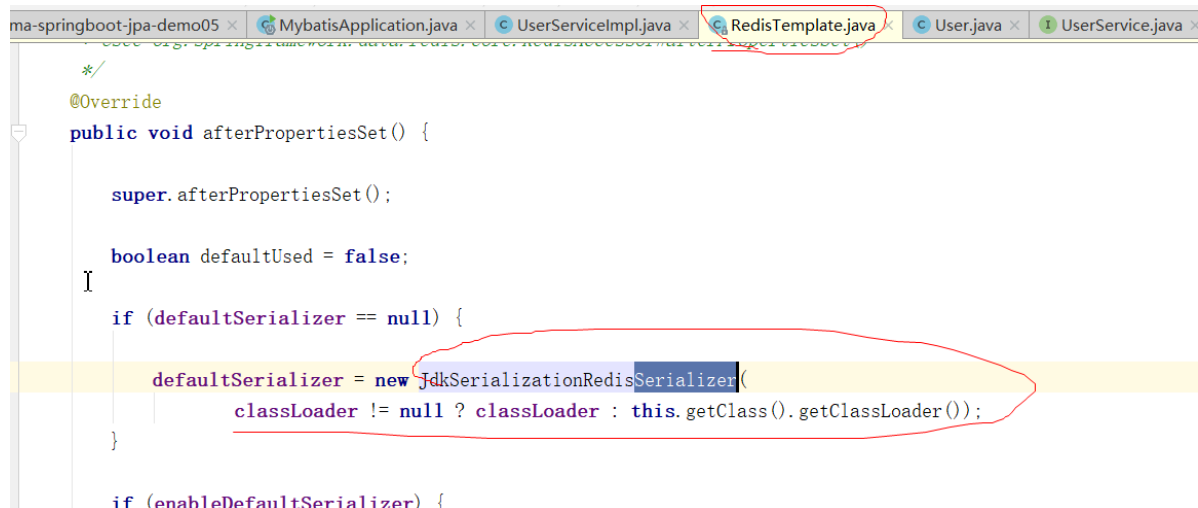 ma-springboot-jpa-demo05 × MybatisApplication.java × UserServiceImpl.java × RedisTemplate.java × User.java × UserService.java ×
*/
@Override
public void afterPropertiesSet() {
super.afterPropertiesSet();
boolean defaultUsed = false;
if (defaultSerializer == null) {
defaultSerializer = new JdkSerializationRedisSerializer(
classLoader != null ? classLoader : this.getClass().getClassLoader());
}
if (enableDefaultSerializer) {